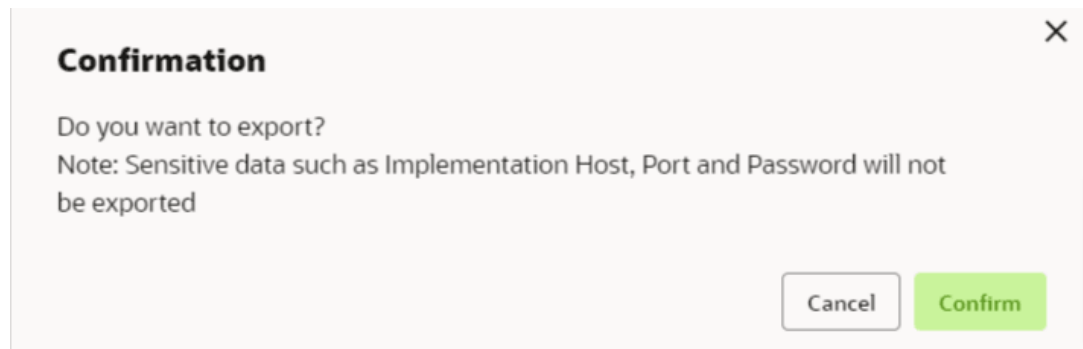 Confirmation
Do you want to export?
Note: Sensitive data such as Implementation Host, Port and Password will not
be exported
Cancel
Confirm